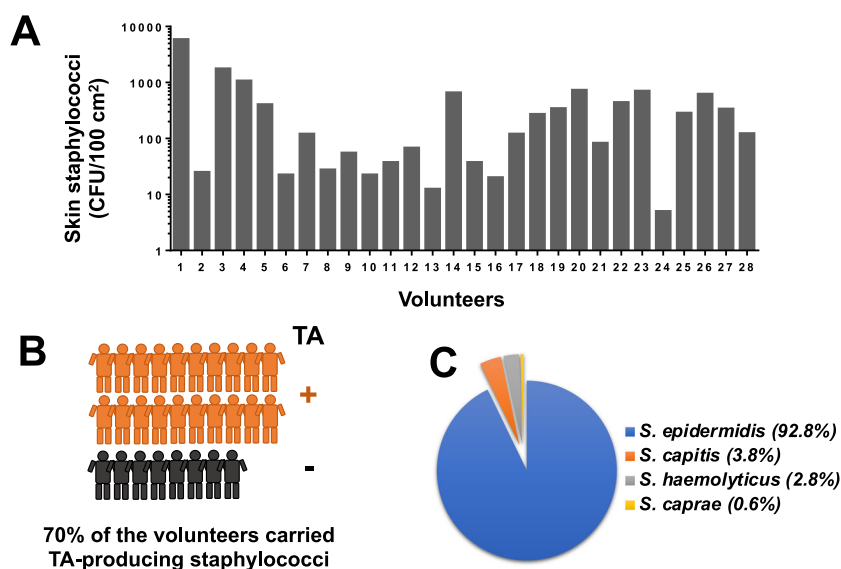 A
Skin staphylococci
(CFU/100 cm²)
10000
1000
100
10
1
1 2 3 4 5 6 7 8 9 10 11 12 13 14 15 16 17 18 19 20 21 22 23 24 25 26 27 28
Volunteers
B
TA
+
-
70% of the volunteers carried
TA-producing staphylococci
C
S. epidermidis (92.8%)
S. capitis (3.8%)
S. haemolyticus (2.8%)
S. caprae (0.6%)